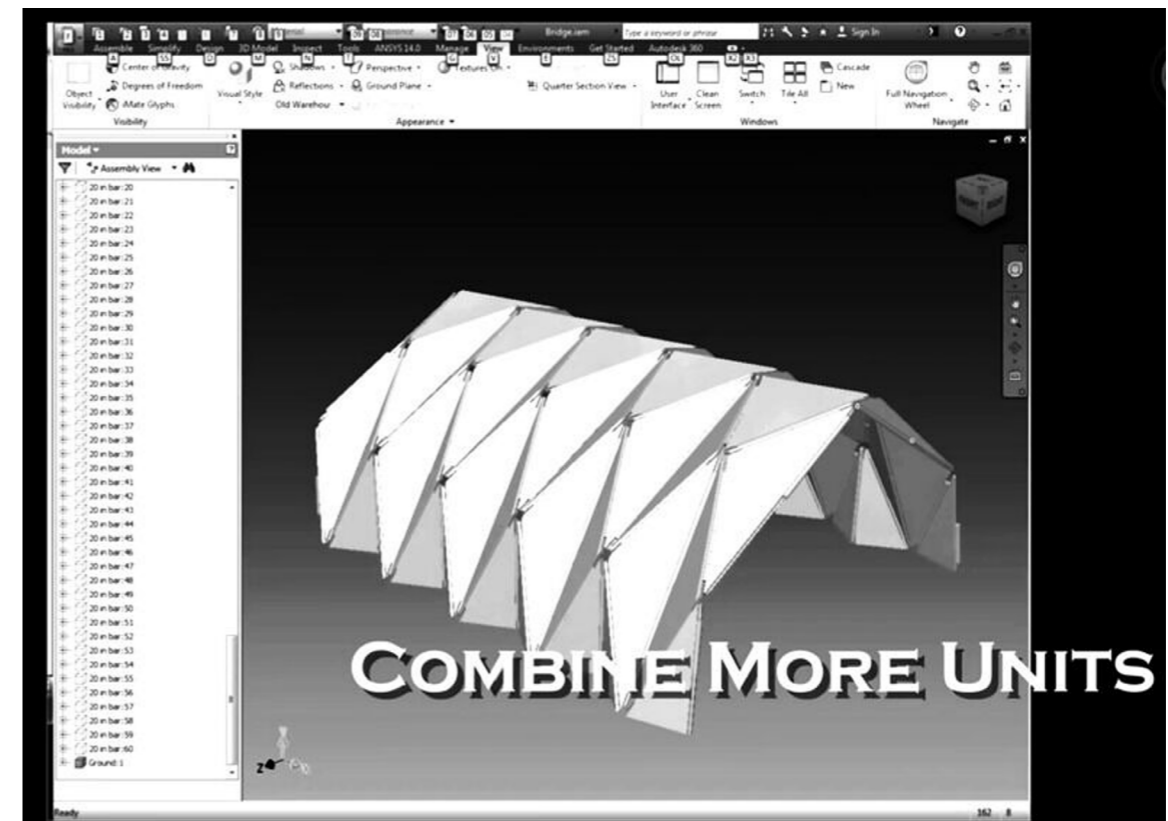 Bridge.iam
Type a keyword or phrase
Sign In
Assemble Simplify Design 3D Model Inspect Tools ANSYS 14.0 Manage View Environments Get Started Autodesk 360
Center of Gravity
Shadows
Perspective
Textures On
Cascade
Degrees of Freedom
Reflections
Ground Plane
Quarter Section View
New
Object Visibility
iMate Glyphs
Visual Style
Old Warehou
User Interface
Clean Screen
Switch
Tile All
Full Navigation Wheel
Visibility
Appearance
Windows
Navigate
Model
Assembly View
20 in bar:20
20 in bar:21
20 in bar:22
20 in bar:23
20 in bar:24
20 in bar:25
20 in bar:26
20 in bar:27
20 in bar:28
20 in bar:29
20 in bar:30
20 in bar:31
20 in bar:32
20 in bar:33
20 in bar:34
20 in bar:35
20 in bar:36
20 in bar:37
20 in bar:38
20 in bar:39
20 in bar:40
20 in bar:41
20 in bar:42
20 in bar:43
20 in bar:44
20 in bar:45
20 in bar:46
20 in bar:47
20 in bar:48
20 in bar:49
20 in bar:50
20 in bar:51
20 in bar:52
20 in bar:53
20 in bar:54
20 in bar:55
20 in bar:56
20 in bar:57
20 in bar:58
20 in bar:59
20 in bar:60
Ground:1
FRONT RIGHT
COMBINE MORE UNITS
Z
Ready
162 8